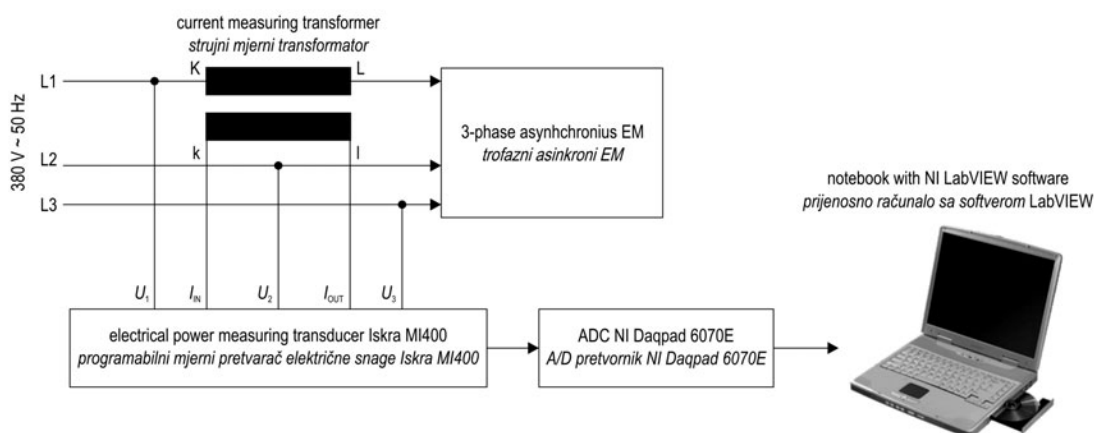 current measuring transformer
strujni mjerni transformator
K
L
L1
3-phase asynhchronius EM
trofazni asinkroni EM
380 V ~ 50 Hz
k
l
L2
L3
notebook with NI LabVIEW software
prijenosno računalo sa softverom LabVIEW
U₁
I_IN
U₂
I_OUT
U₃
electrical power measuring transducer Iskra MI400
programabilni mjerni pretvarač električne snage Iskra MI400
ADC NI Daqpad 6070E
A/D pretvornik NI Daqpad 6070E